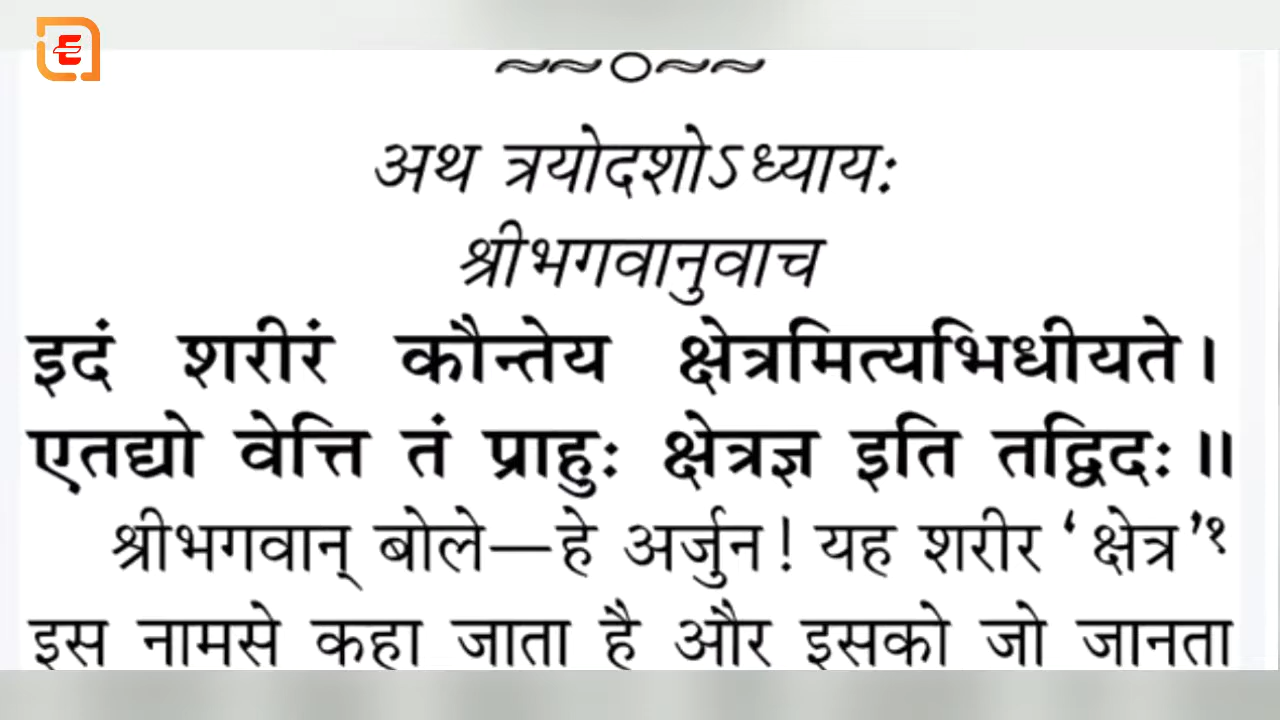 अथ त्रयोदशोऽध्यायः
श्रीभगवानुवाच
इदं शरीरं कौन्तेय क्षेत्रमित्यभिधीयते।
एतद्यो वेत्ति तं प्राहुः क्षेत्रज्ञ इति तद्विदः॥
श्रीभगवान् बोले—हे अर्जुन! यह शरीर ‘क्षेत्र’१
इस नामसे कहा जाता है और इसको जो जानता